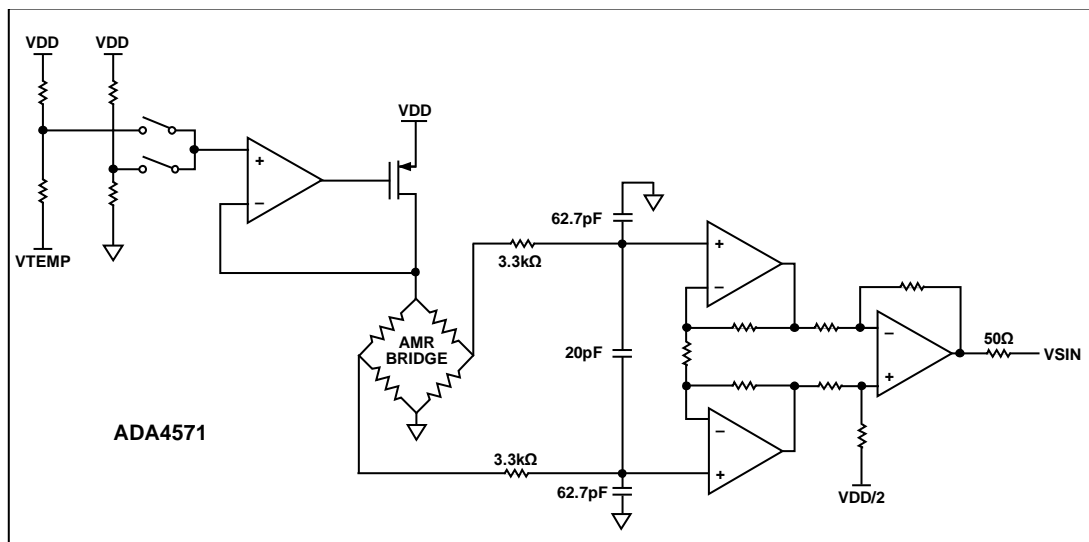 VDD
VDD
VDD
+
−
VTEMP
62.7pF
3.3kΩ
+
−
AMR
BRIDGE
20pF
−
+
50Ω
VSIN
ADA4571
3.3kΩ
−
+
62.7pF
VDD/2